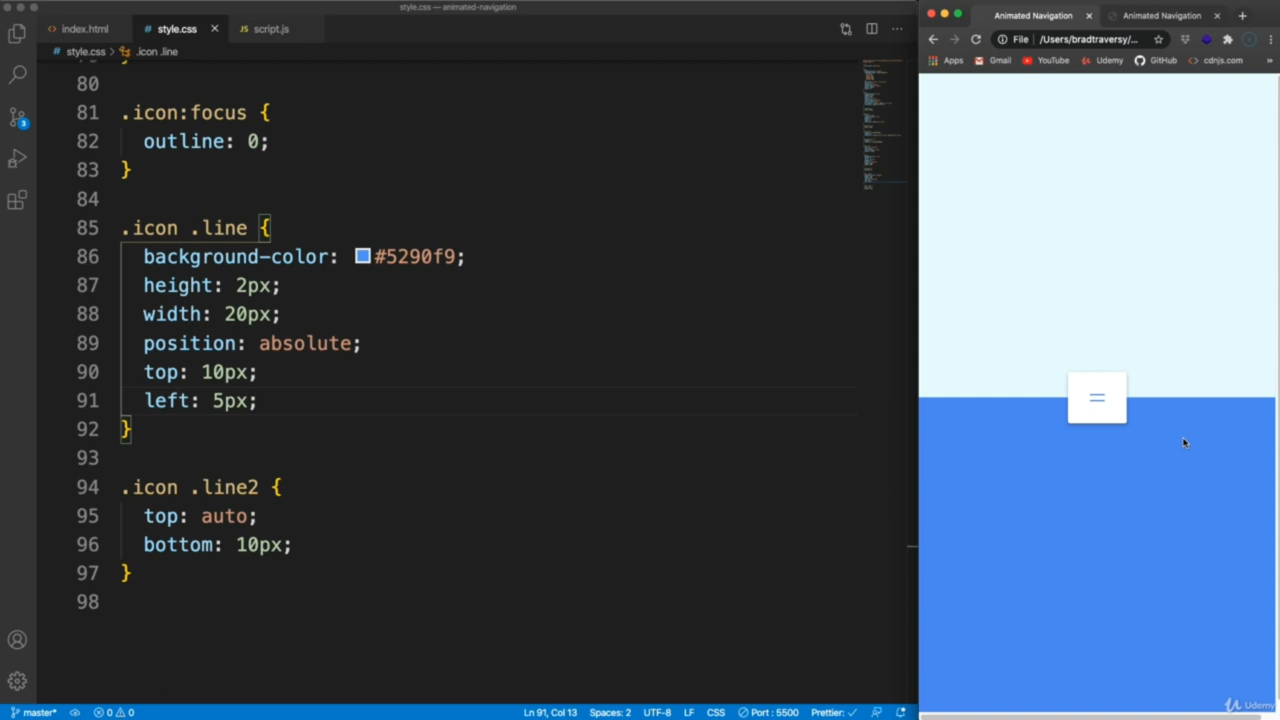 style.css — animated-navigation
index.html
style.css
script.js
style.css > .icon .line
80
81 .icon:focus {
82 outline: 0;
83 }
84
85 .icon .line {
86 background-color: #5290f9;
87 height: 2px;
88 width: 20px;
89 position: absolute;
90 top: 10px;
91 left: 5px;
92 }
93
94 .icon .line2 {
95 top: auto;
96 bottom: 10px;
97 }
98
3
master*
0 0
Ln 91, Col 13
Spaces: 2
UTF-8
LF
CSS
Port : 5500
Prettier: ✓
Animated Navigation
Animated Navigation
File | /Users/bradtraversy/...
Apps
Gmail
YouTube
Udemy
GitHub
cdnjs.com
»
Udemy